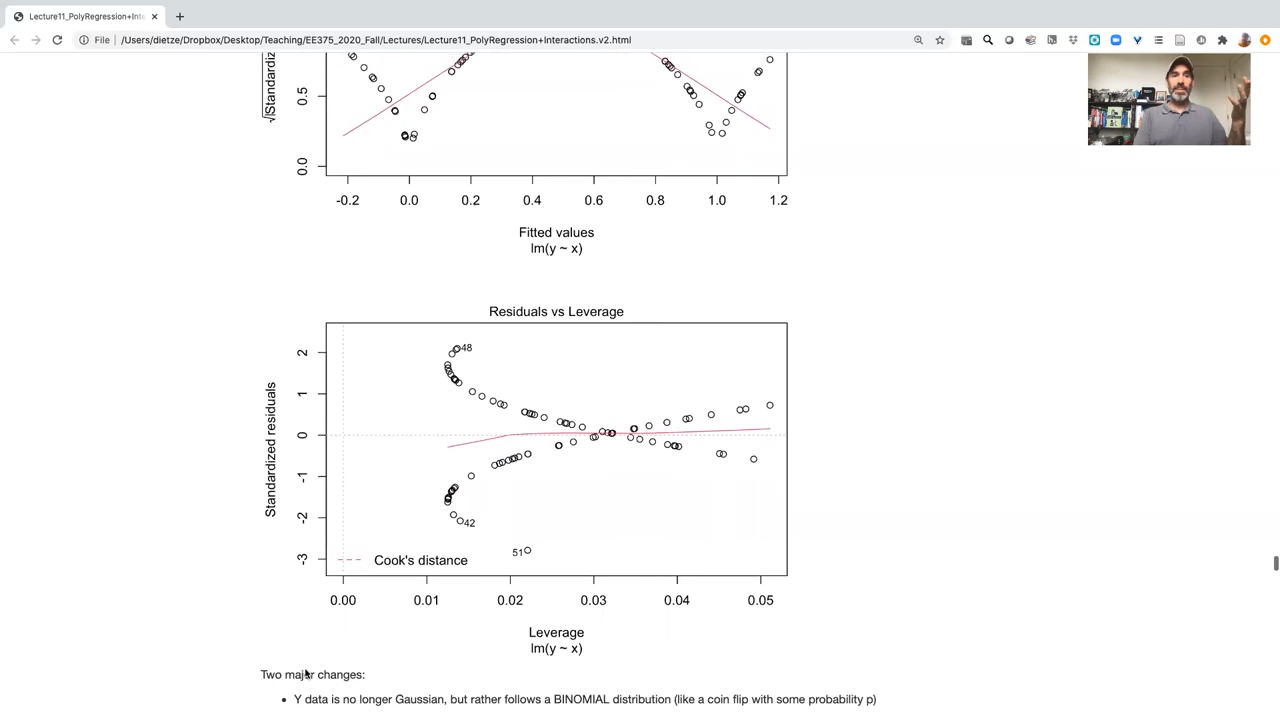 Lecture11_PolyRegression+Inte
File
/Users/dietze/Dropbox/Desktop/Teaching/EE375_2020_Fall/Lectures/Lecture11_PolyRegression+Interactions.v2.html
√|Standardiz
0.5
0.0
-0.2 0.0 0.2 0.4 0.6 0.8 1.0 1.2
Fitted values
lm(y ~ x)
Residuals vs Leverage
Standardized residuals
2
1
0
-1
-2
-3
48
42
51
Cook's distance
0.00 0.01 0.02 0.03 0.04 0.05
Leverage
lm(y ~ x)
Two major changes:
• Y data is no longer Gaussian, but rather follows a BINOMIAL distribution (like a coin flip with some probability p)